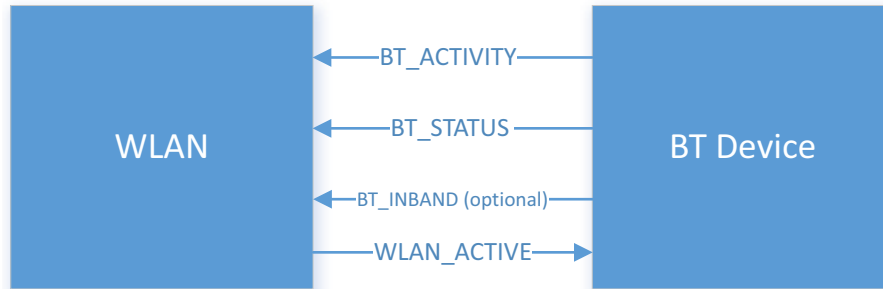 BT_ACTIVITY
BT_STATUS
WLAN
BT Device
BT_INBAND (optional)
WLAN_ACTIVE